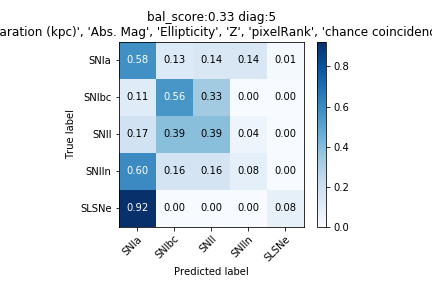 bal_score:0.33 diag:5
(kpc)', 'Abs. Mag', 'Ellipticity', 'Z', 'pixelRank', 'chance
SNIa 0.58 0.13 0.14 0.14 0.01
SNIbc 0.11 0.56 0.33 0.00 0.00
SNII 0.17 0.39 0.39 0.04 0.00
SNIIn 0.60 0.16 0.16 0.08 0.00
SLSNe 0.92 0.00 0.00 0.00 0.08
True label
SNIa SNIbc SNII SNIIn SLSNe
Predicted label
0.8
0.6
0.4
0.2
0.0